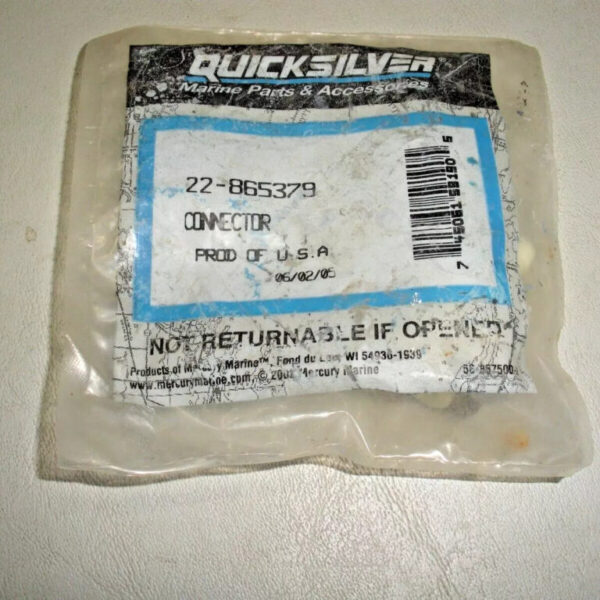 QUICKSILVER
Marine Parts & Accessories
22-865379
CONNECTOR
PROD OF U.S.A
06/02/05
NOT RETURNABLE IF OPENED
Products of Mercury Marine™, Fond du Lac, WI 54936-1939
www.mercurymarine.com © 2002 Mercury Marine